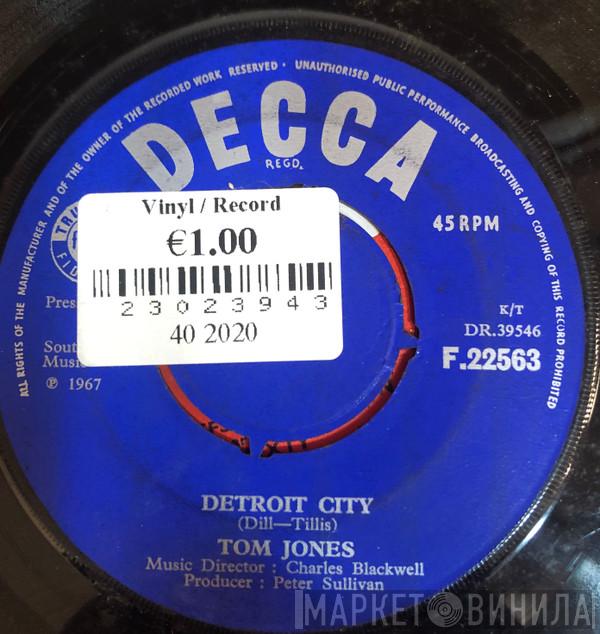 ALL RIGHTS OF THE MANUFACTURER AND OF THE OWNER OF THE RECORDED WORK RESERVED • UNAUTHORISED PUBLIC PERFORMANCE BROADCASTING AND COPYING OF THIS RECORD PROHIBITED
DECCA
REGD.
Vinyl / Record
€1.00
23023943
40 2020
45 RPM
K/T
DR.39546
F.22563
℗ 1967
DETROIT CITY
(Dill—Tillis)
TOM JONES
Music Director : Charles Blackwell
Producer : Peter Sullivan
МАРКЕТ ВИНИЛА